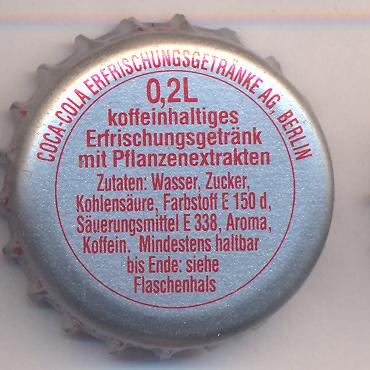 COCA-COLA ERFRISCHUNGSGETRÄNKE AG, BERLIN
0,2L
koffeinhaltiges
Erfrischungsgetränk
mit Pflanzenextrakten
Zutaten: Wasser, Zucker,
Kohlensäure, Farbstoff E 150 d,
Säuerungsmittel E 338, Aroma,
Koffein. Mindestens haltbar
bis Ende: siehe
Flaschenhals